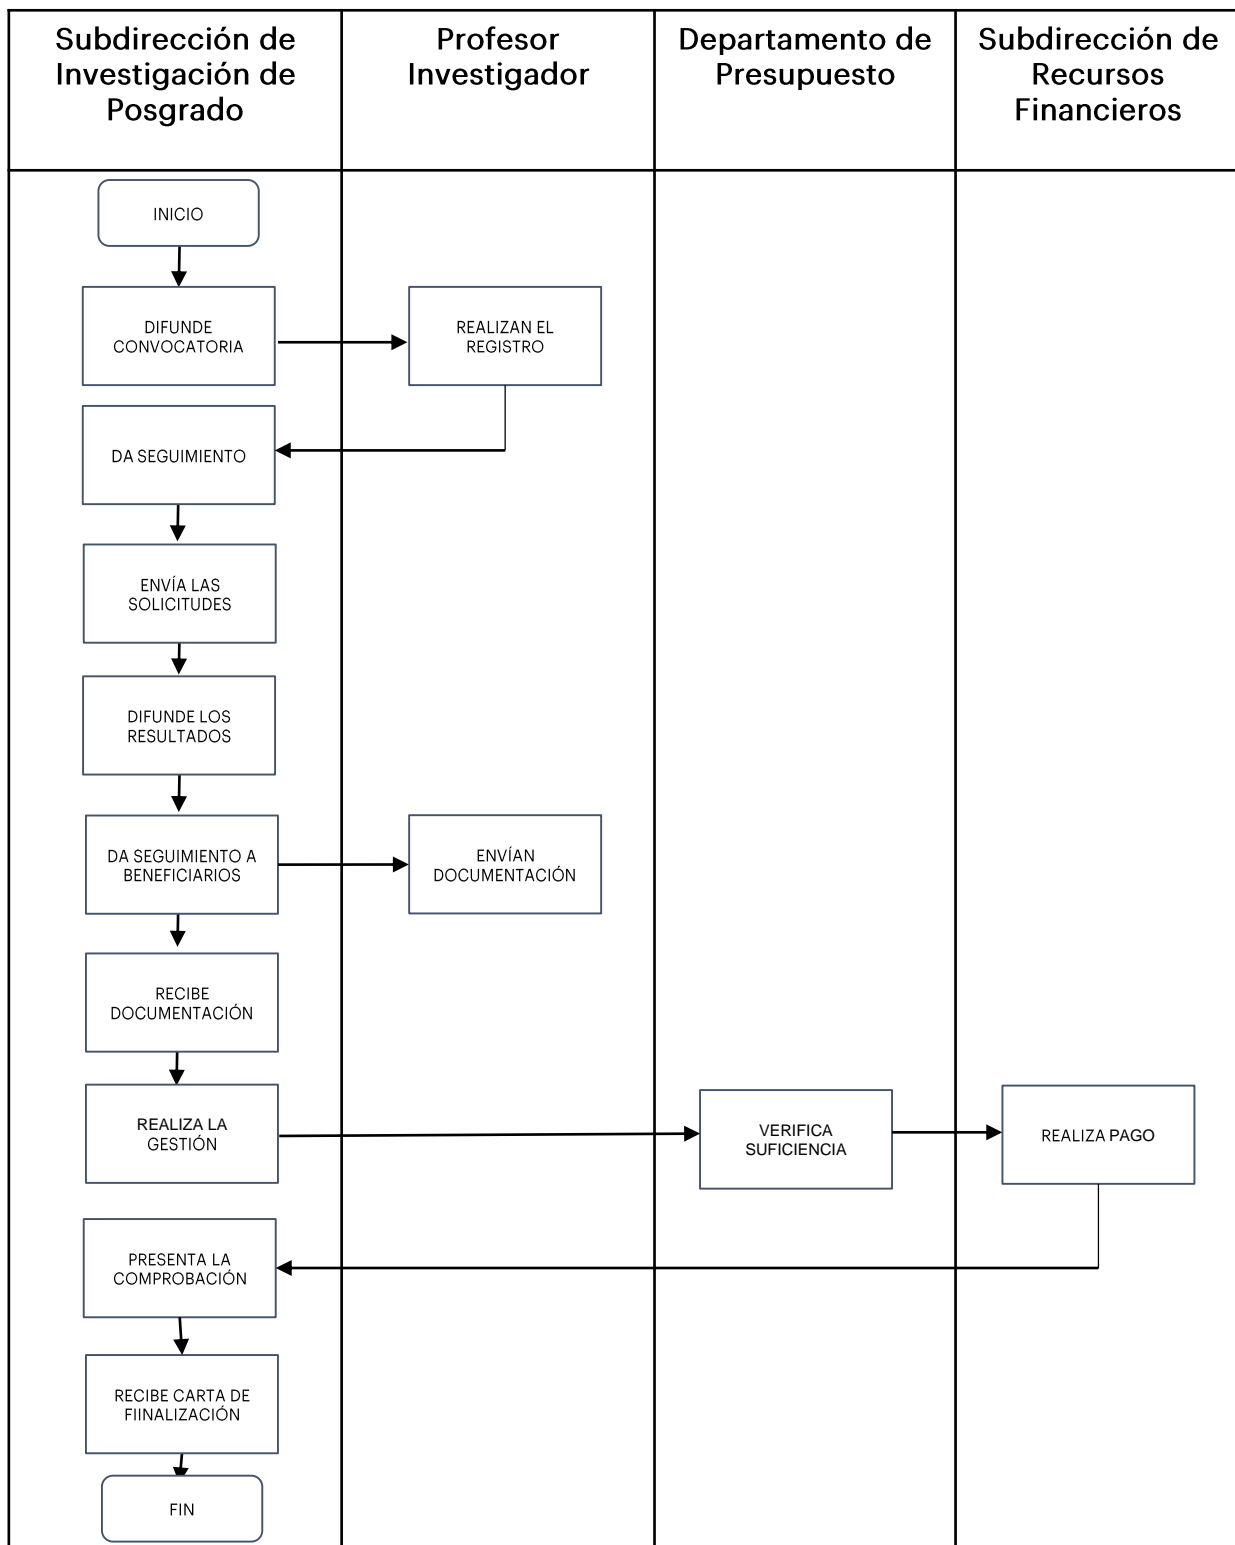 Subdirección de
Investigación de
Posgrado
Profesor
Investigador
Departamento de
Presupuesto
Subdirección de
Recursos
Financieros
INICIO
DIFUNDE
CONVOCATORIA
REALIZAN EL
REGISTRO
DA SEGUIMIENTO
ENVÍA LAS
SOLICITUDES
DIFUNDE LOS
RESULTADOS
DA SEGUIMIENTO A
BENEFICIARIOS
ENVÍAN
DOCUMENTACIÓN
RECIBE
DOCUMENTACIÓN
REALIZA LA
GESTIÓN
VERIFICA
SUFICIENCIA
REALIZA PAGO
PRESENTA LA
COMPROBACIÓN
RECIBE CARTA DE
FIINALIZACIÓN
FIN